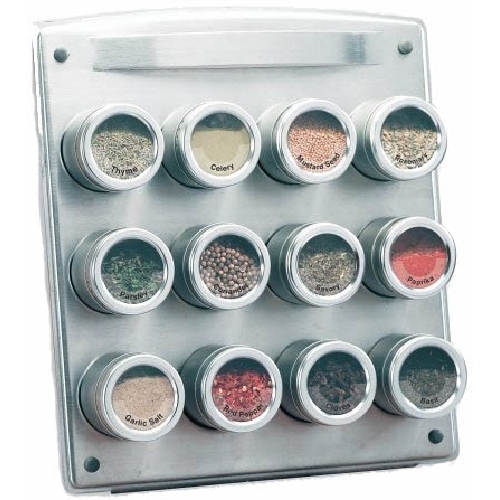 Thyme
Celery
Mustard Seed
Rosemary
Parsley
Coriander
Savory
Paprika
Garlic Salt
Red Pepper
Cloves
Basil